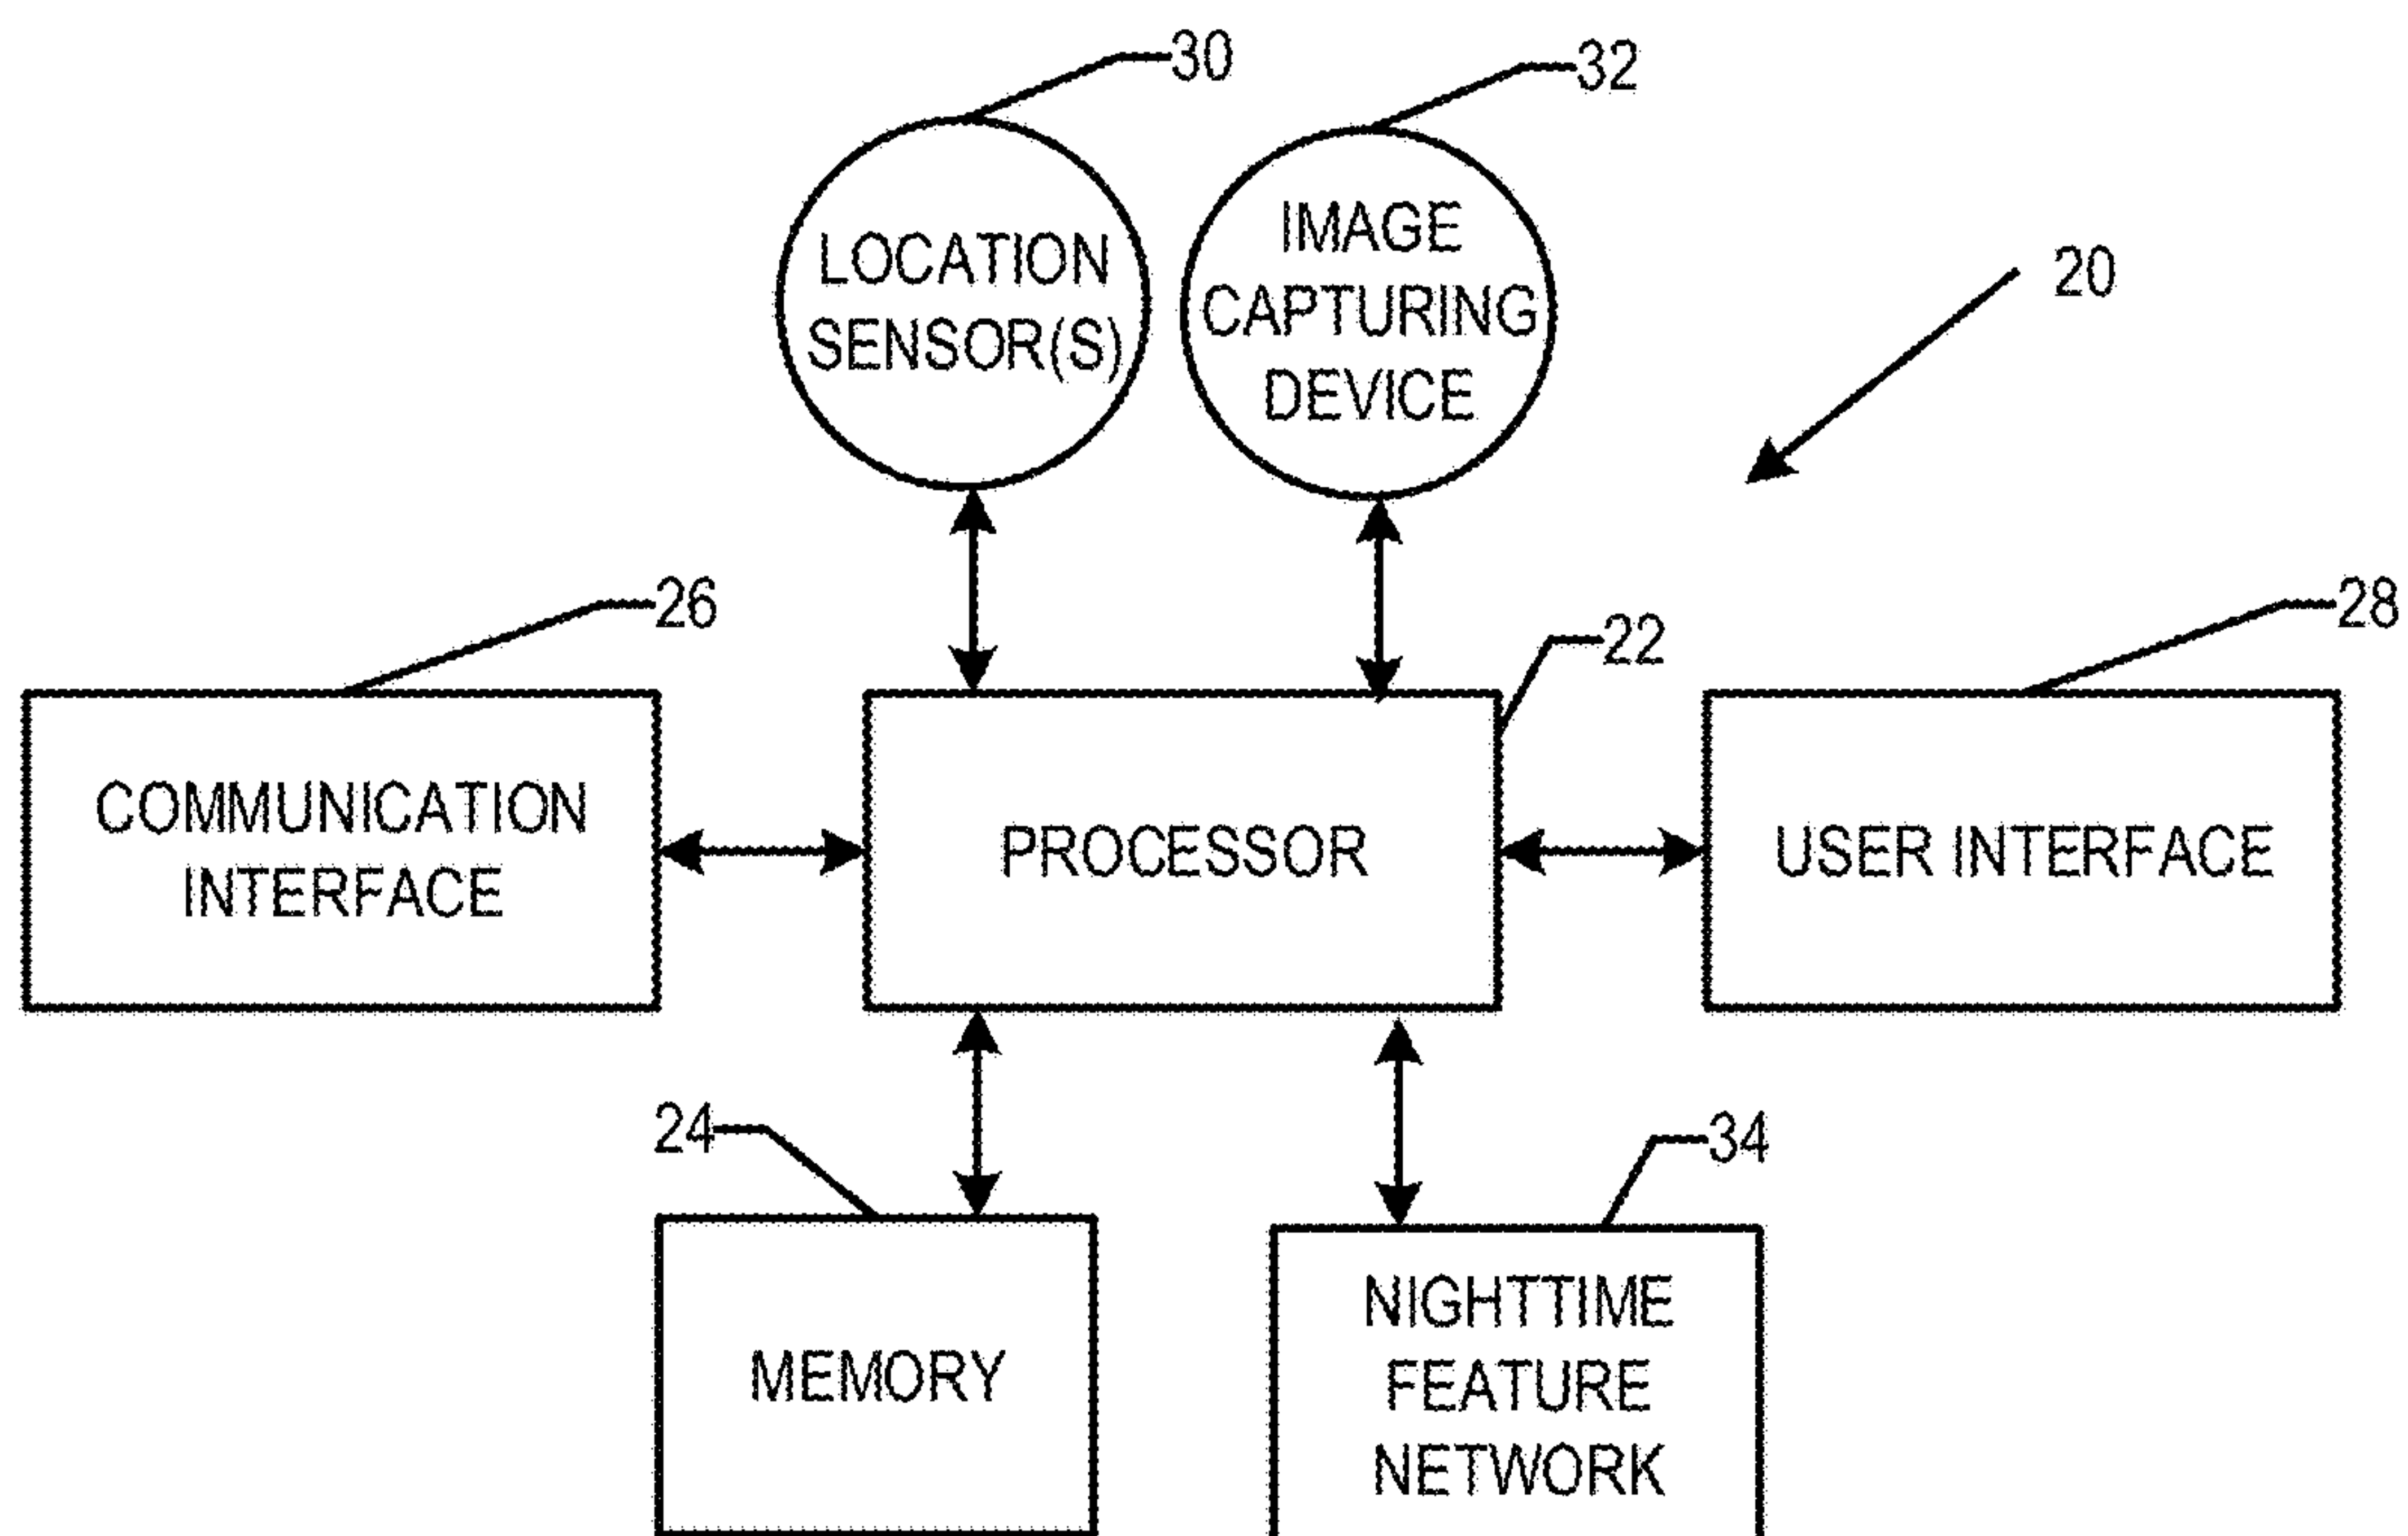 30
32
LOCATION
SENSOR(S)
IMAGE
CAPTURING
DEVICE
20
26
22
28
COMMUNICATION
INTERFACE
PROCESSOR
USER INTERFACE
24
34
MEMORY
NIGHTTIME
FEATURE
NETWORK